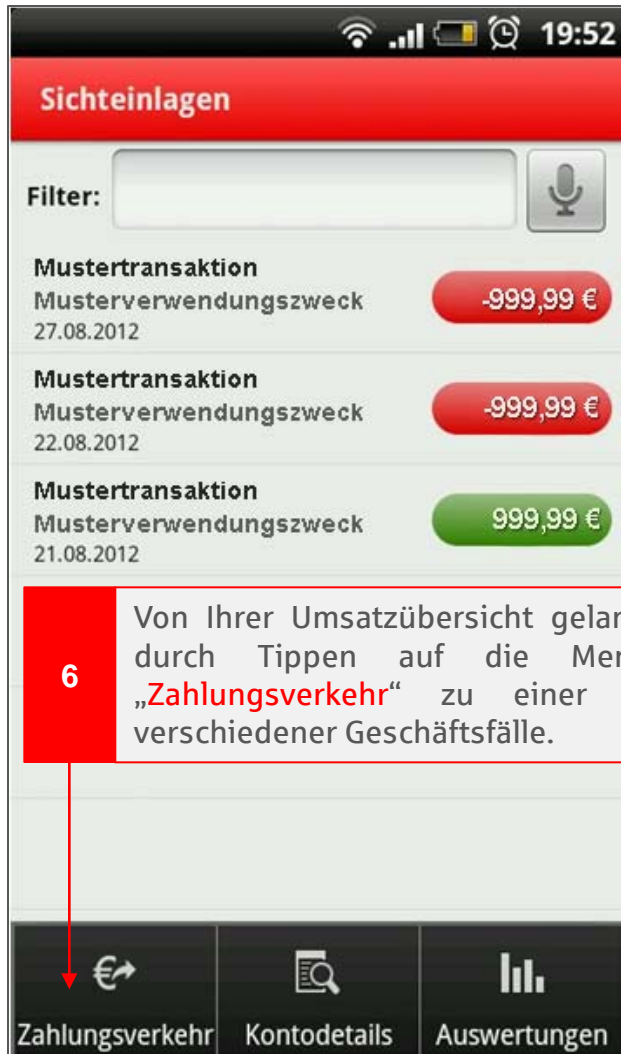 19:52
Sichteinlagen
Filter:
Mustertransaktion
Musterverwendungszweck
27.08.2012
-999,99 €
Mustertransaktion
Musterverwendungszweck
22.08.2012
-999,99 €
Mustertransaktion
Musterverwendungszweck
21.08.2012
999,99 €
6
Von Ihrer Umsatzübersicht
durch Tippen auf die
„Zahlungsverkehr“ zu einer
verschiedener Geschäftsfälle.
Zahlungsverkehr
Kontodetails
Auswertungen